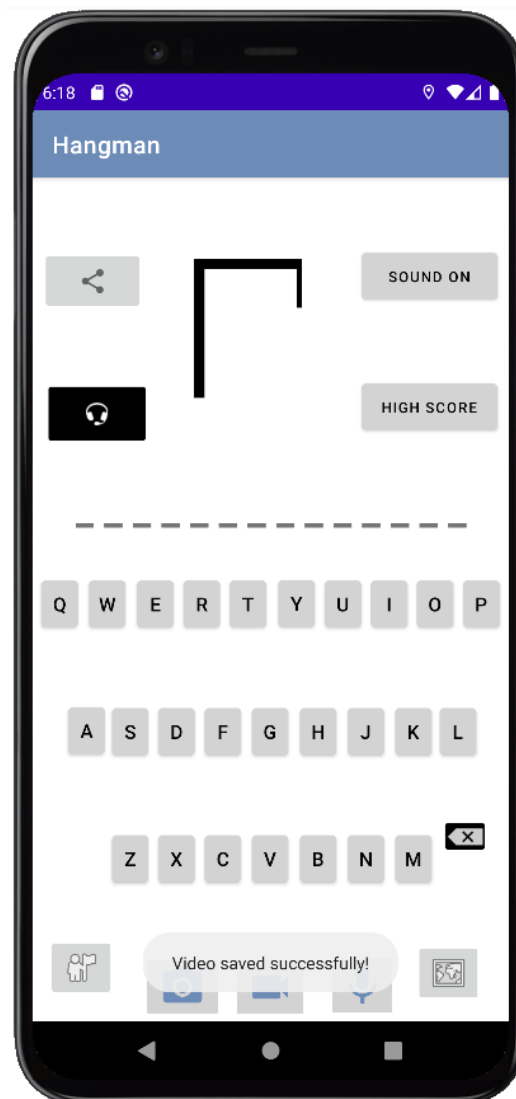 6:18
Hangman
SOUND ON
HIGH SCORE
_ _ _ _ _ _ _ _ _ _ _ _ _ _ _
Q W E R T Y U I O P
A S D F G H J K L
Z X C V B N M
Video saved successfully!